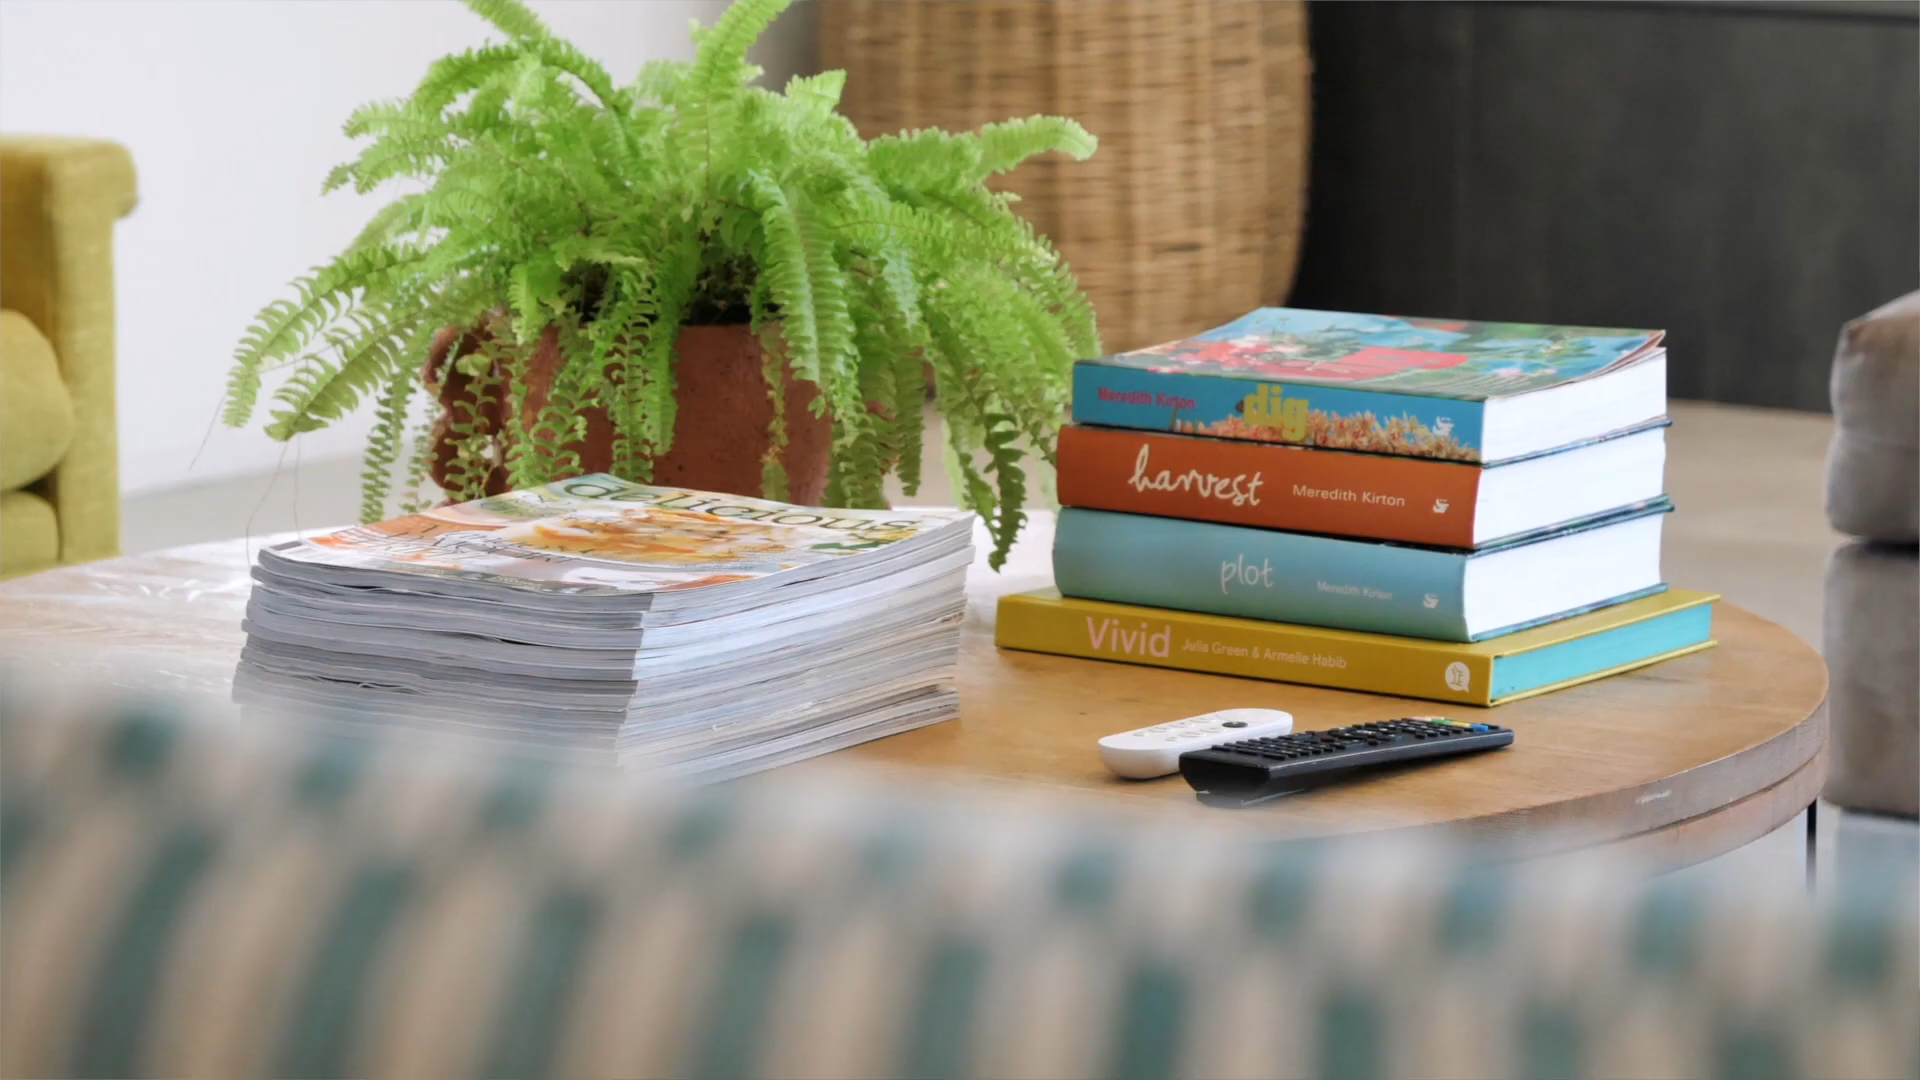 delicious
Meredith Kirton dig
harvest Meredith Kirton
plot Meredith Kirton
Vivid Julia Green & Armelle Habib